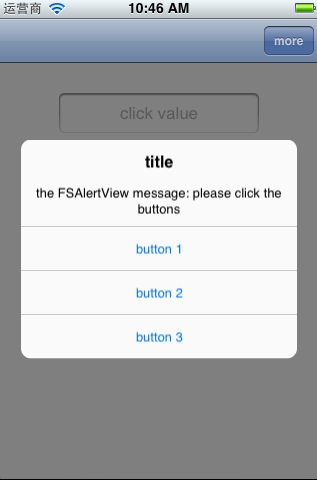 运营商 10:46 AM
more
click value
title
the FSAlertView message: please click the
buttons
button 1
button 2
button 3